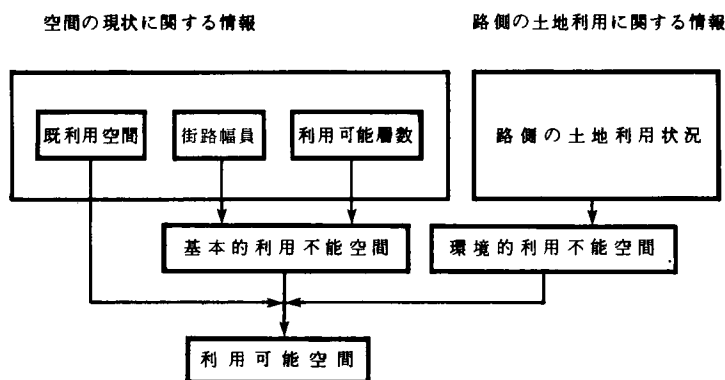 空間の現状に関する情報
路側の土地利用に関する情報
既利用空間
街路幅員
利用可能層数
路側の土地利用状況
基本的利用不能空間
環境的利用不能空間
利用可能空間